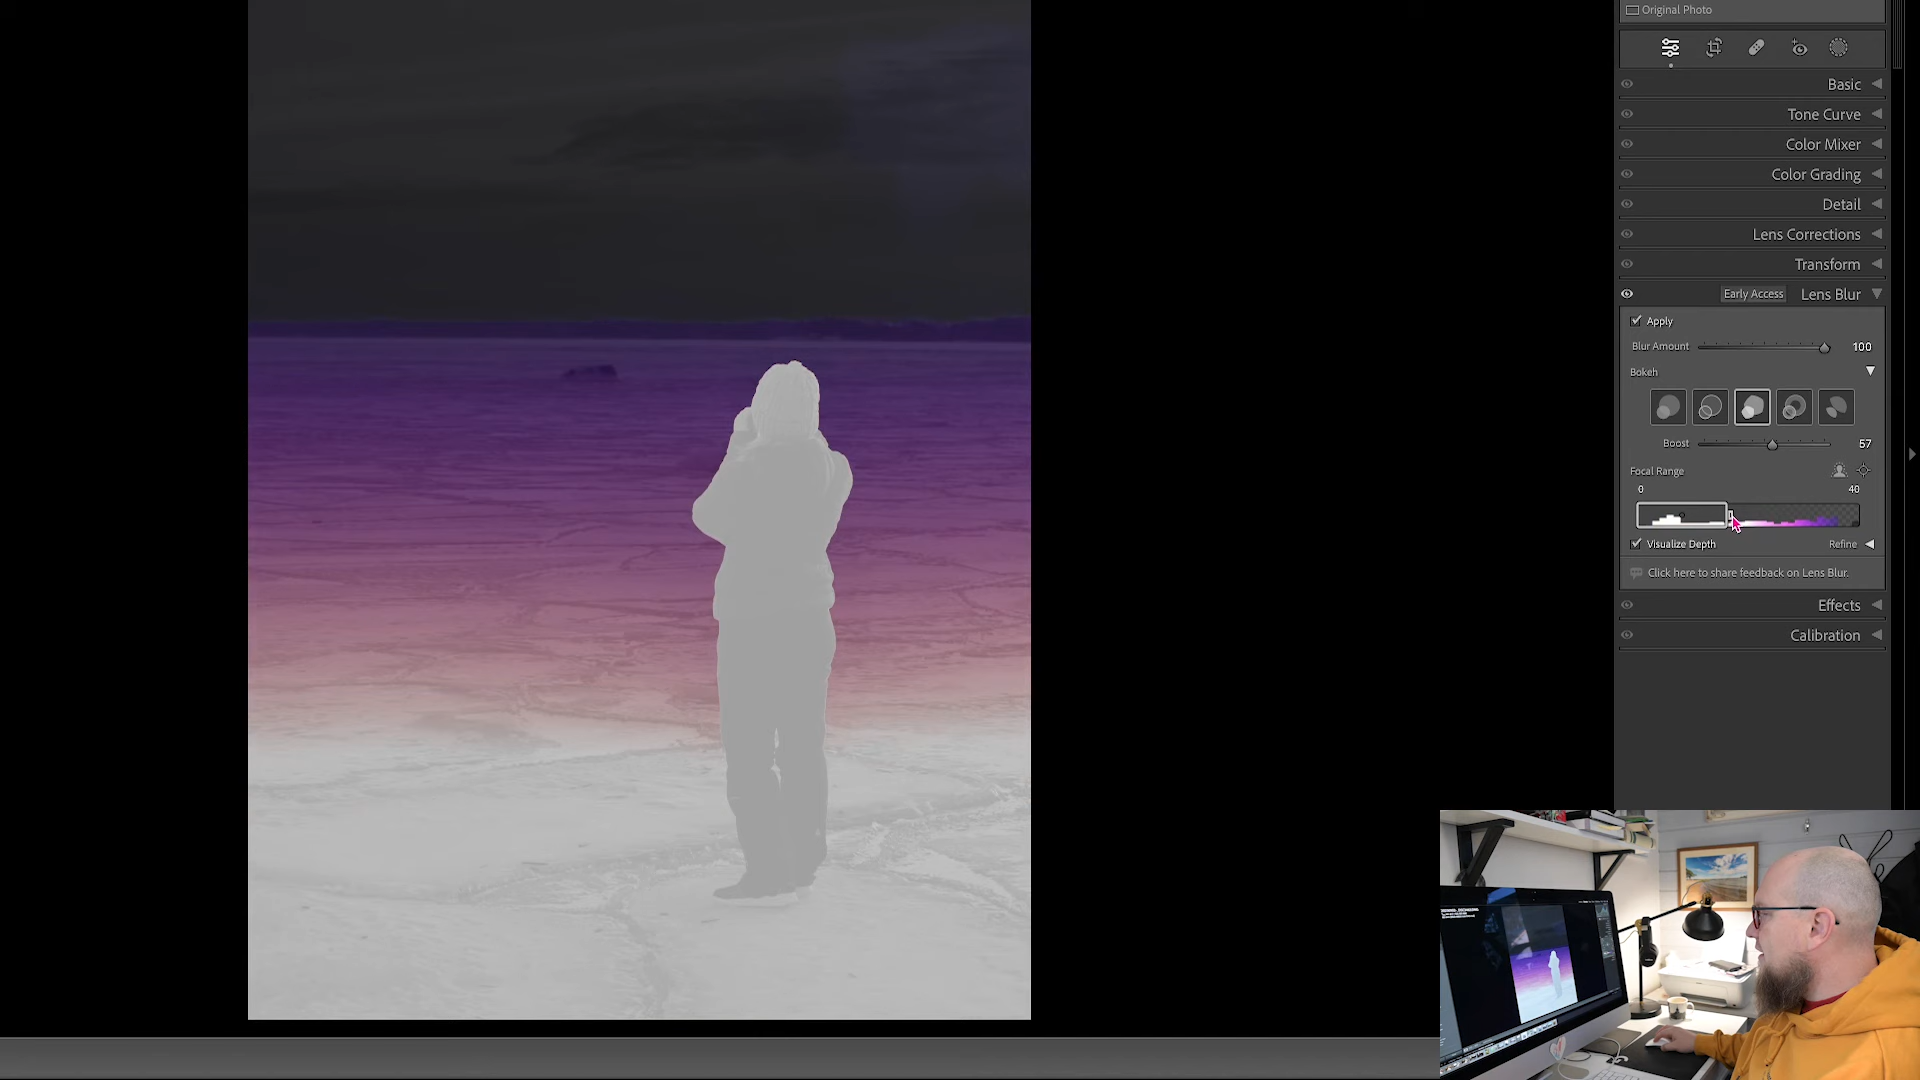 Original Photo
Basic
Tone Curve
Color Mixer
Color Grading
Detail
Lens Corrections
Transform
Early Access Lens Blur
Apply
Blur Amount 100
Bokeh
Boost 57
Focal Range
0 40
Visualize Depth Refine
Click here to share feedback on Lens Blur.
Effects
Calibration